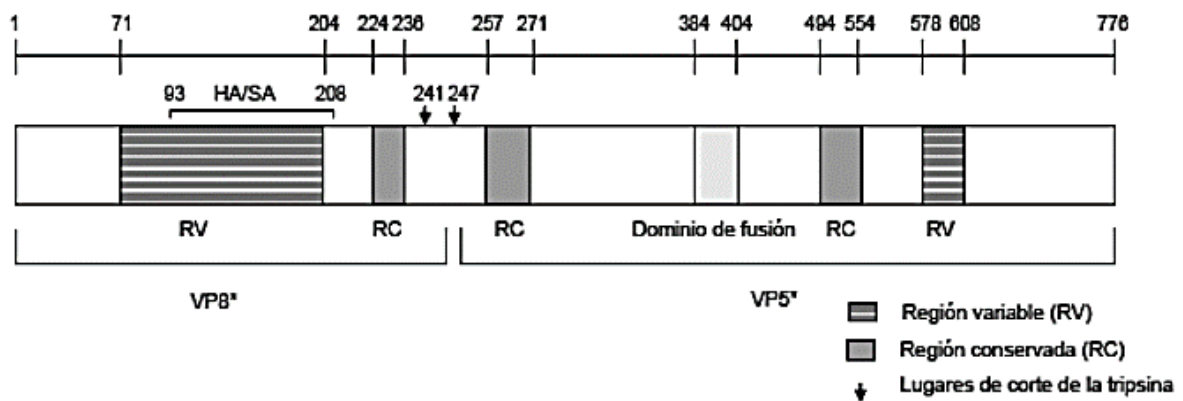 1 71 204 224 236 257 271 384 404 494 554 578 608 776
93 HA/SA 208 241 247
RV RC RC Dominio de fusión RC RV
VP8* VP5*
Región variable (RV)
Región conservada (RC)
Lugares de corte de la tripsina